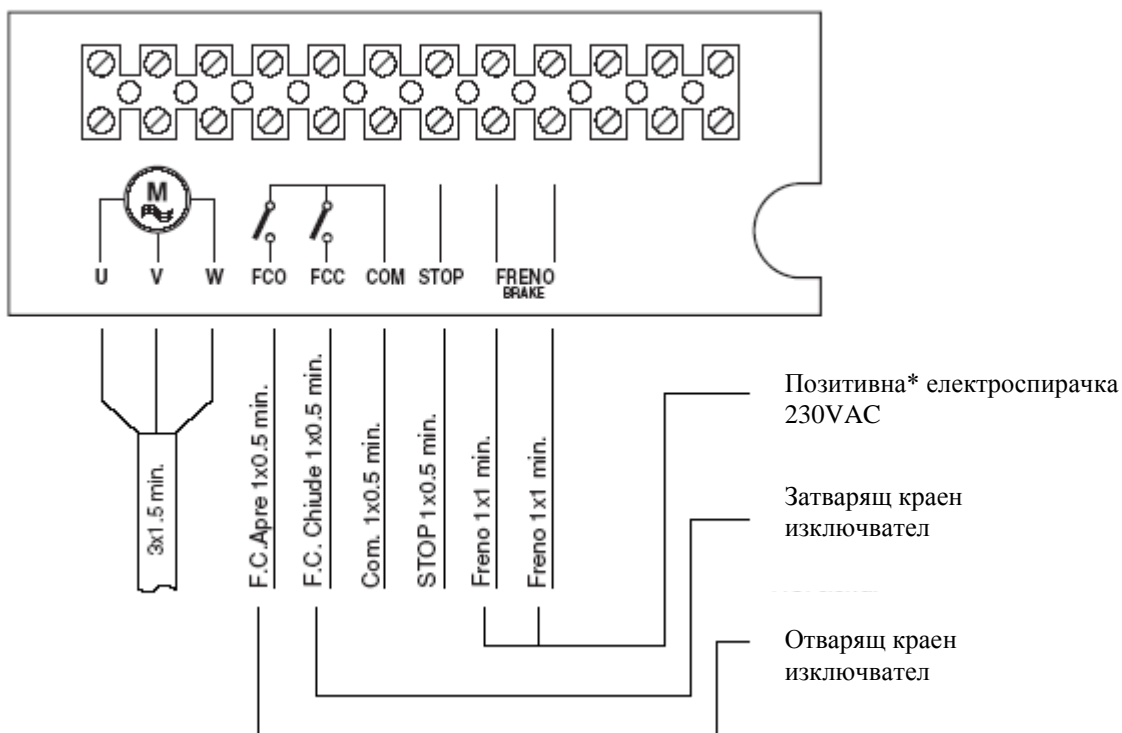 M
U V W FCO FCC COM STOP FRENO
BRAKE
3x1.5 min.
F.C.Apre 1x0.5 min.
F.C. Chiude 1x0.5 min.
Com. 1x0.5 min.
STOP 1x0.5 min.
Freno 1x1 min.
Freno 1x1 min.
Позитивна* електроспирачка
230VAC
Затварящ краен
изключвател
Отварящ краен
изключвател